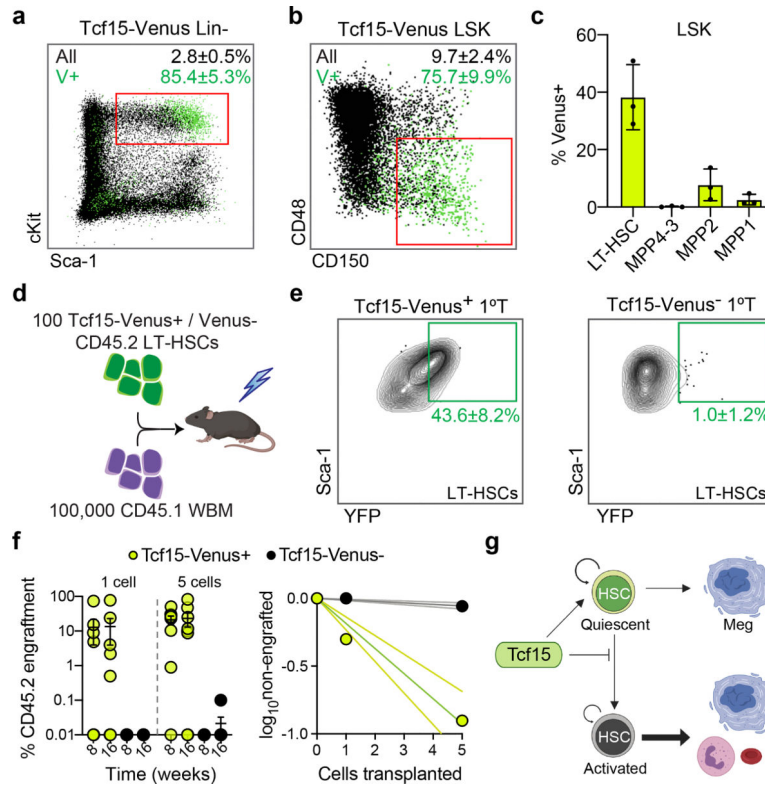 a
Tcf15-Venus Lin-
All 2.8±0.5%
V+ 85.4±5.3%
cKit
Sca-1
b
Tcf15-Venus LSK
All 9.7±2.4%
V+ 75.7±9.9%
CD48
CD150
c
LSK
% Venus+
60
40
20
0
LT-HSC
MPP4-3
MPP2
MPP1
d
100 Tcf15-Venus+ / Venus-
CD45.2 LT-HSCs
100,000 CD45.1 WBM
e
Tcf15-Venus+ 1ºT
43.6±8.2%
LT-HSCs
Sca-1
YFP
Tcf15-Venus- 1ºT
1.0±1.2%
LT-HSCs
Sca-1
YFP
f
Tcf15-Venus+ Tcf15-Venus-
1 cell 5 cells
% CD45.2 engraftment
100
10
1
0.1
0.01
8 16 8 16 8 16 8 16
Time (weeks)
log10non-engrafted
0.0
-0.5
-1.0
0 1 2 3 4 5
Cells transplanted
g
HSC
Quiescent
Meg
Tcf15
HSC
Activated